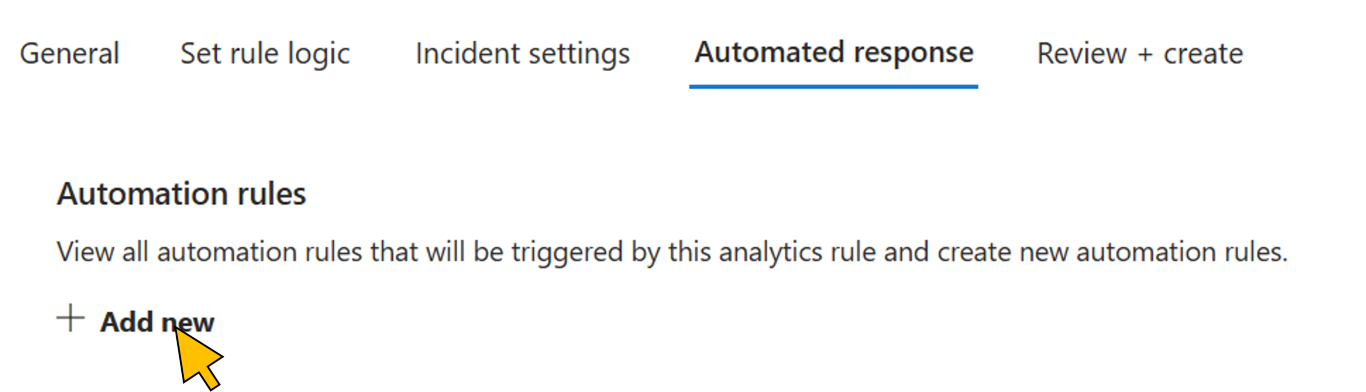 General Set rule logic Incident settings Automated response Review + create
Automation rules
View all automation rules that will be triggered by this analytics rule and create new automation rules.
+ Add new